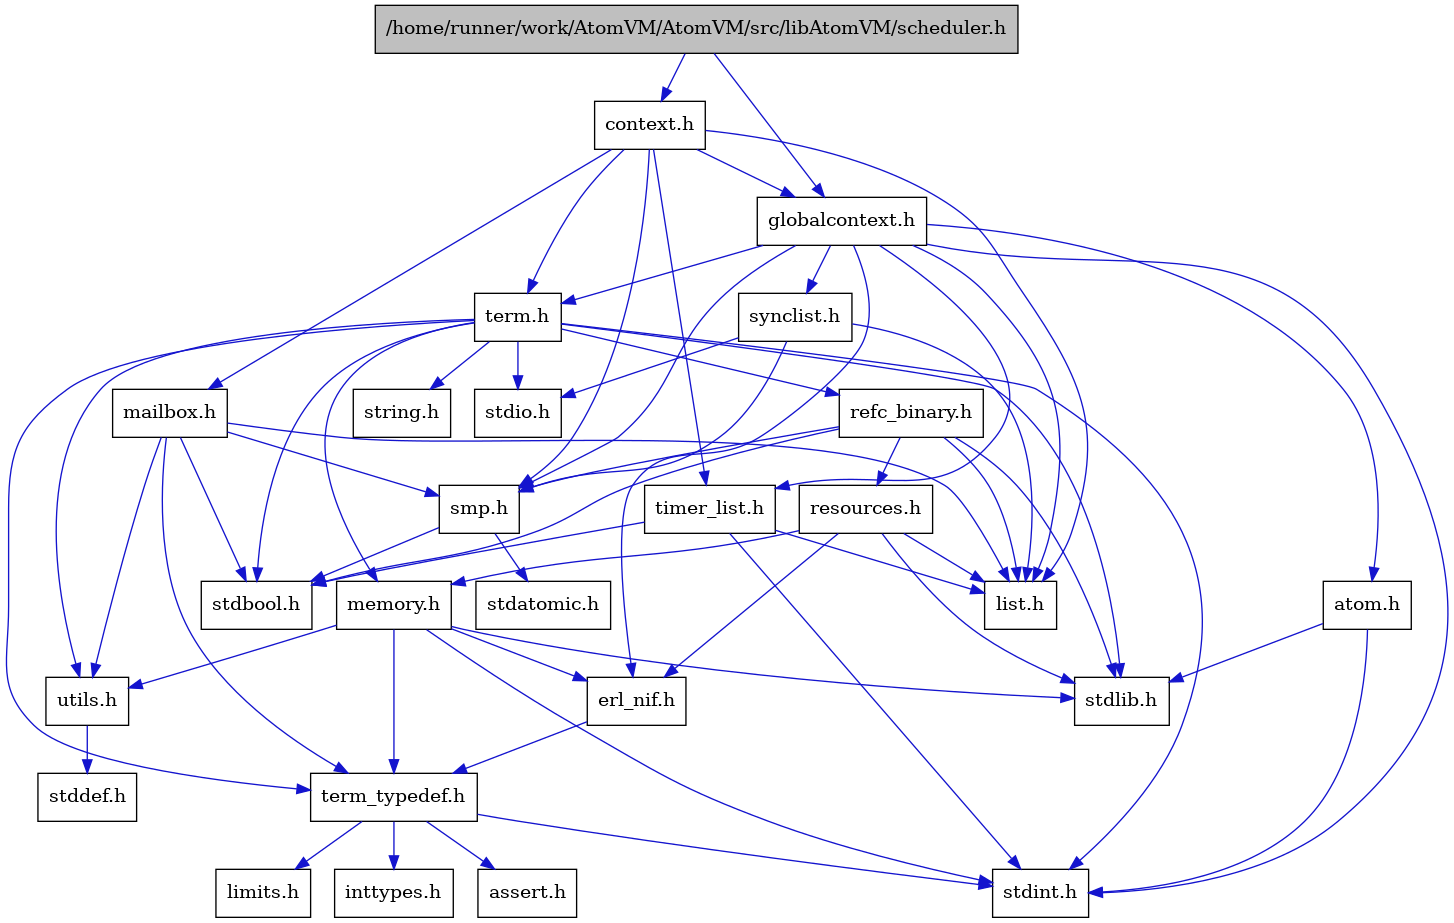 /home/runner/work/AtomVM/AtomVM/src/libAtomVM/scheduler.h
context.h
globalcontext.h
term.h
synclist.h
mailbox.h
string.h
stdio.h
refc_binary.h
smp.h
timer_list.h
resources.h
stdbool.h
memory.h
stdatomic.h
list.h
atom.h
utils.h
erl_nif.h
stdlib.h
stddef.h
term_typedef.h
limits.h
inttypes.h
assert.h
stdint.h